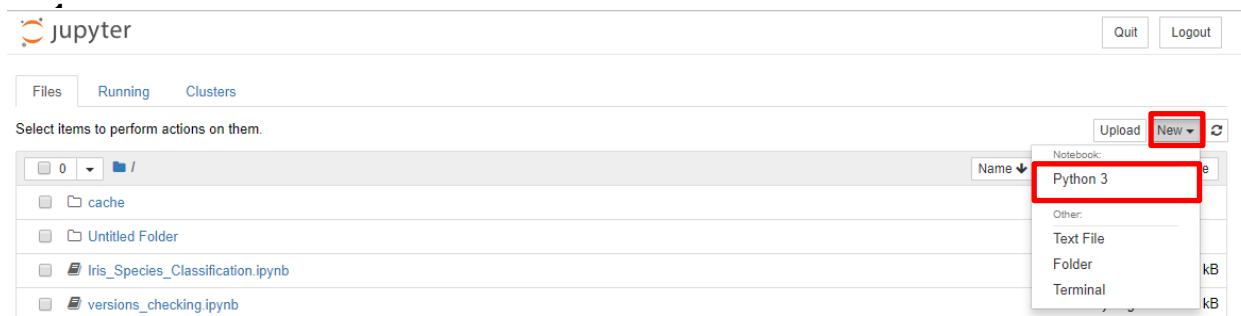 jupyter
Quit Logout
Files Running Clusters
Select items to perform actions on them.
Upload New
0 / Name e
Notebook:
Python 3
cache
Other:
Untitled Folder
Text File
Folder
Iris_Species_Classification.ipynb kB
Terminal
versions_checking.ipynb kB